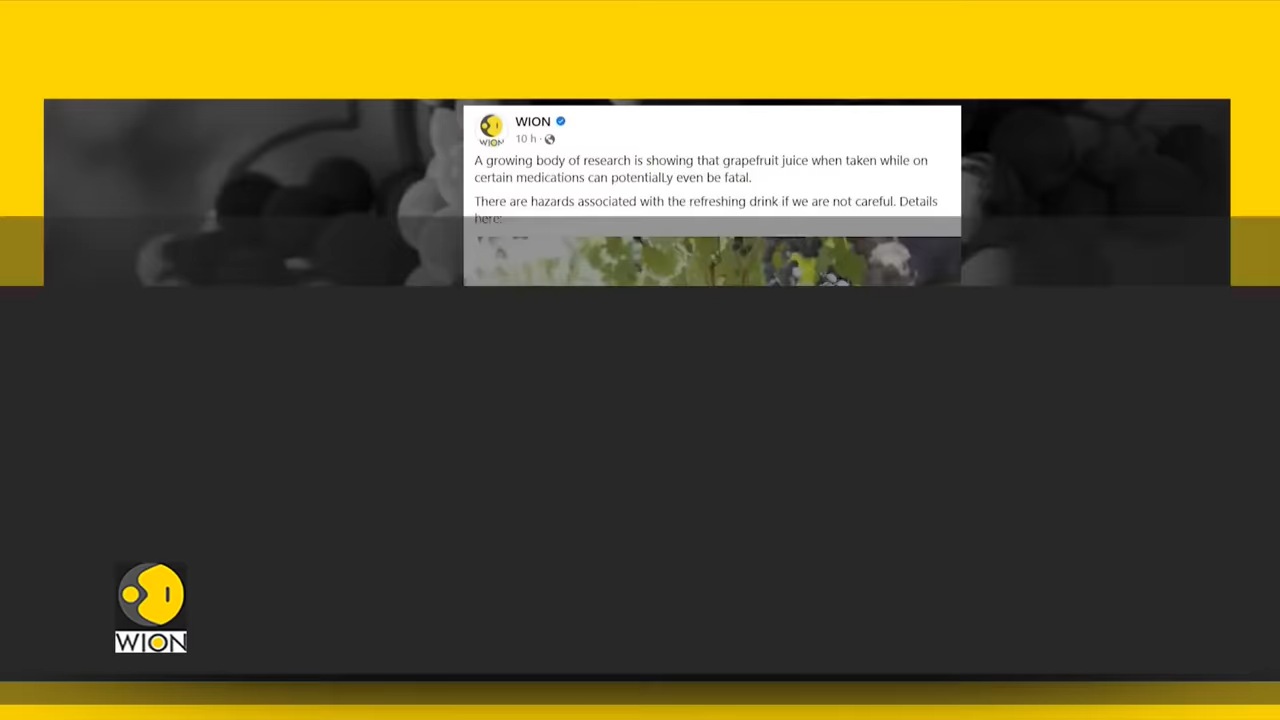 WION
10 h ·
A growing body of research is showing that grapefruit juice when taken while on
certain medications can potentially even be fatal.
There are hazards associated with the refreshing drink if we are not careful. Details
here:
WION
WION